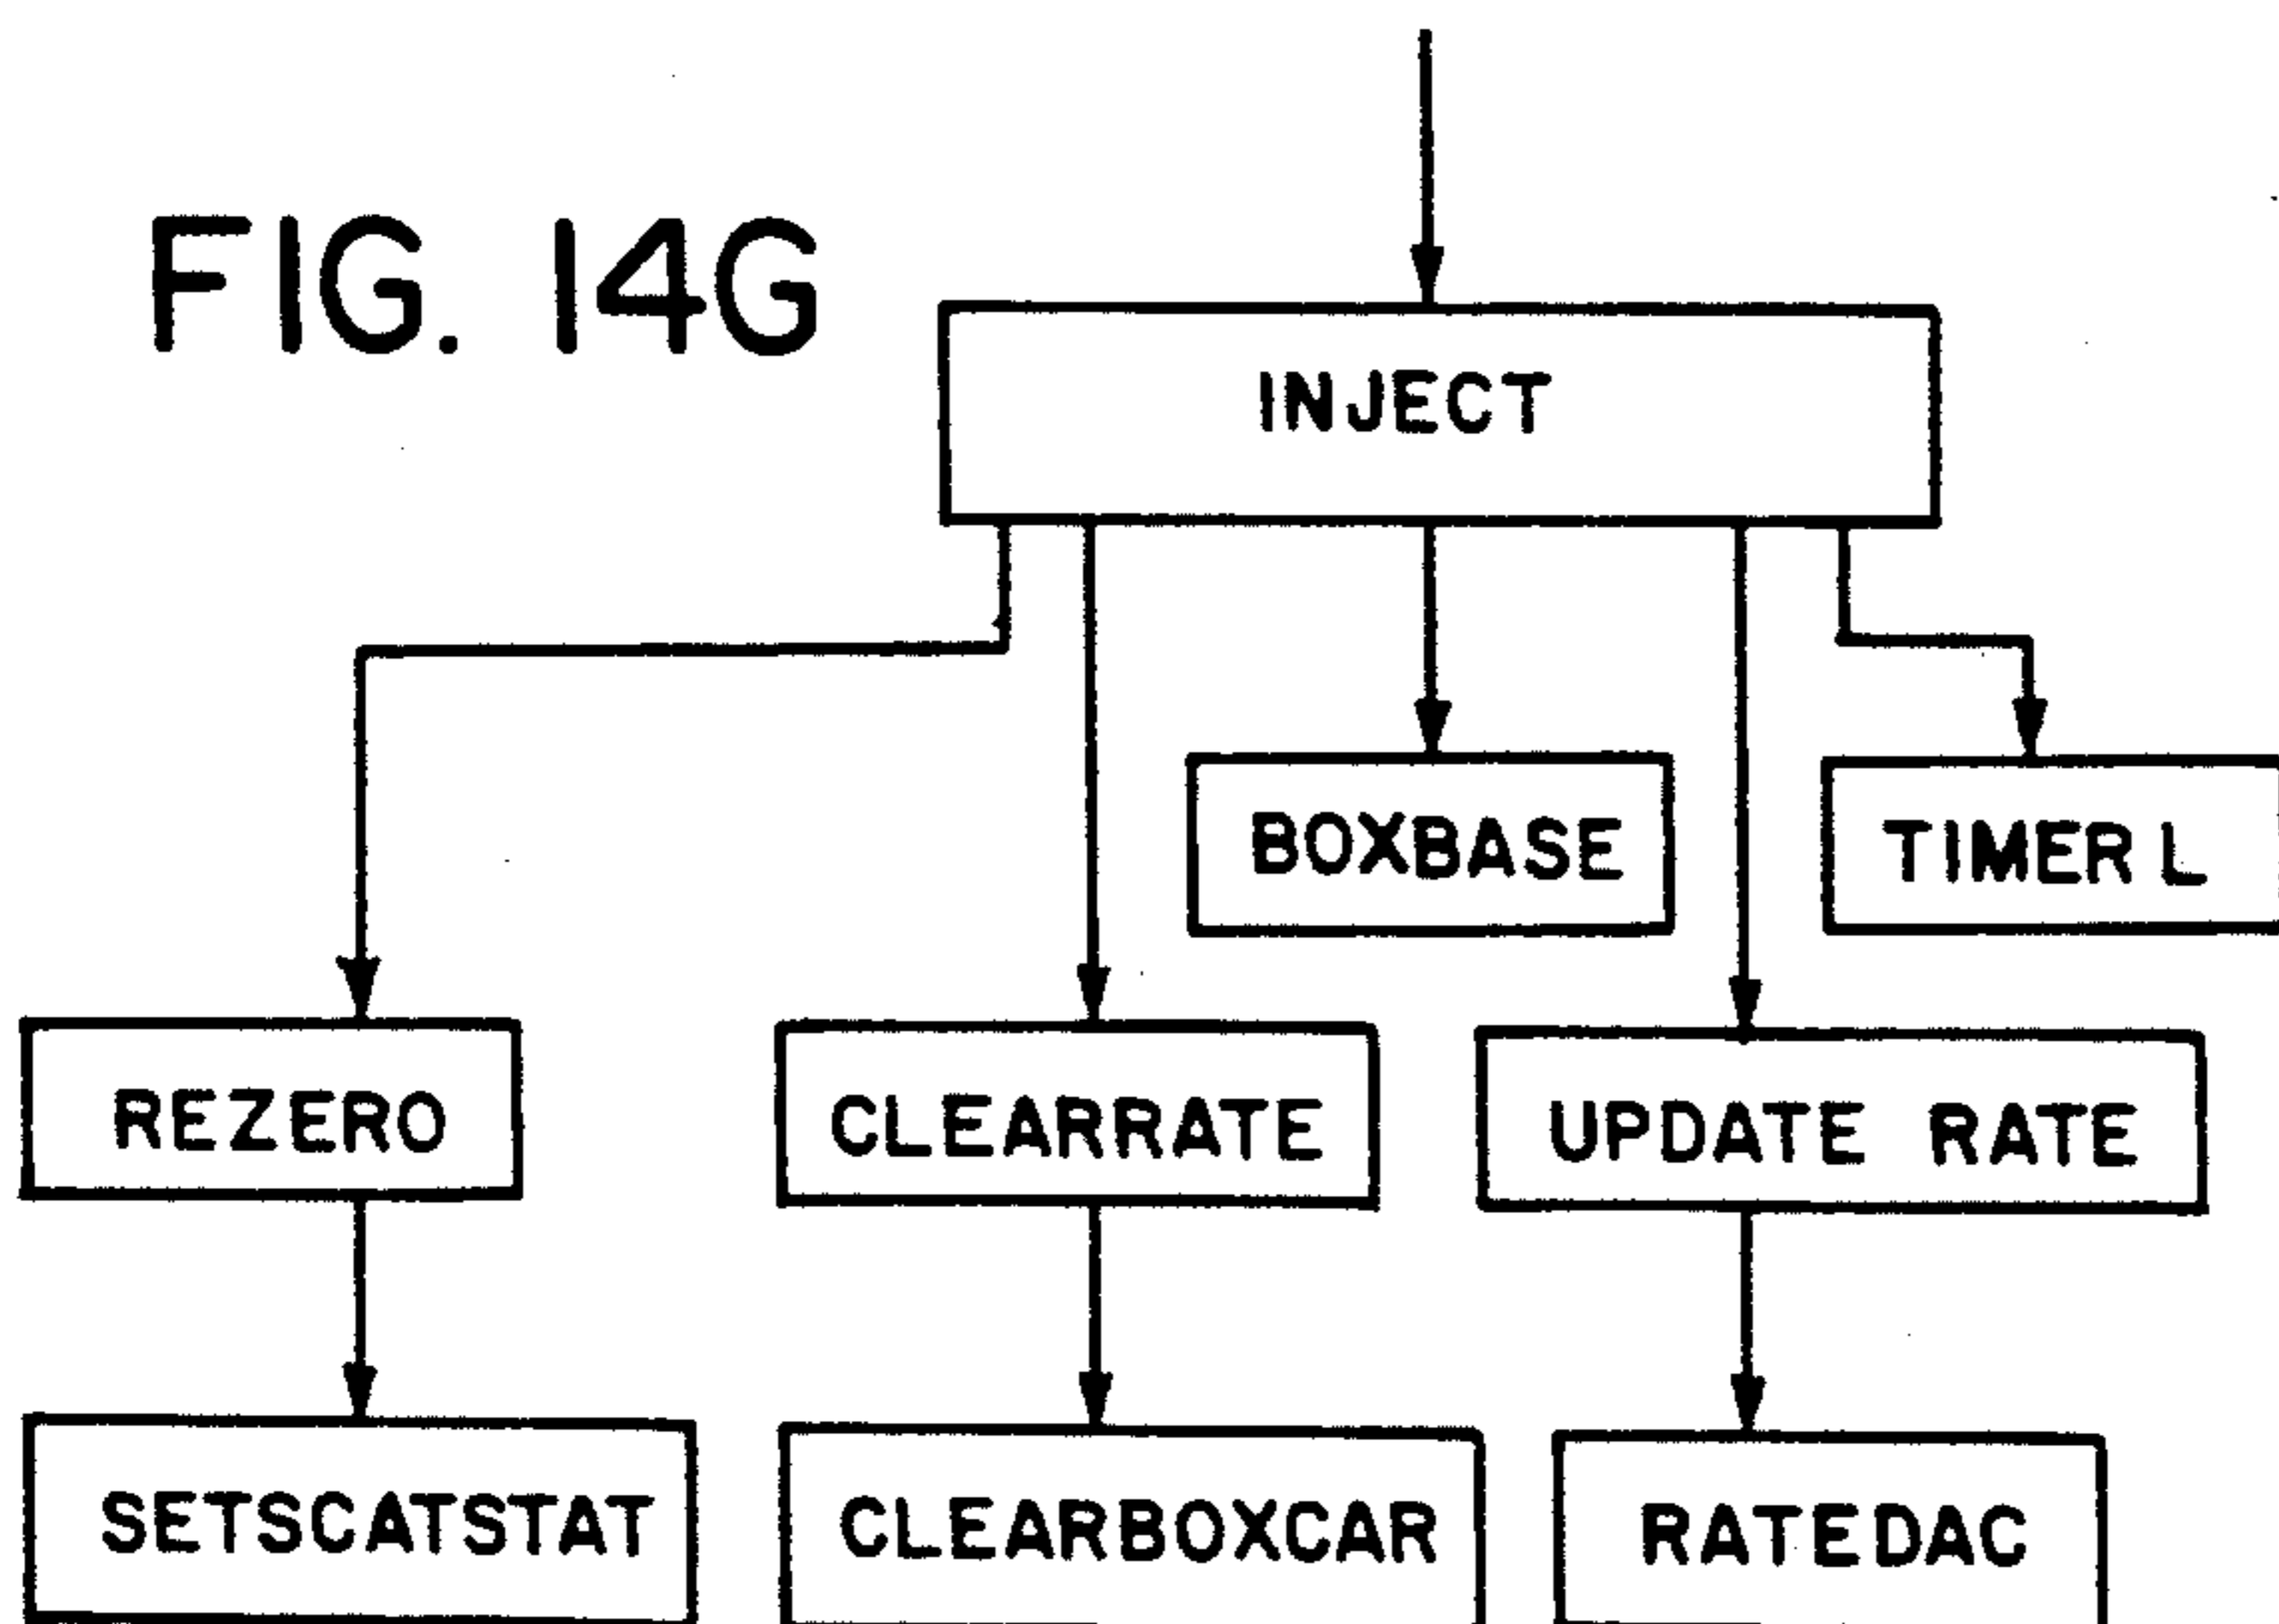 FIG. 14G
INJECT
BOXBASE
TIMER L
REZERO
CLEARRATE
UPDATE RATE
SETSCATSTAT
CLEARBOXCAR
RATEDAC